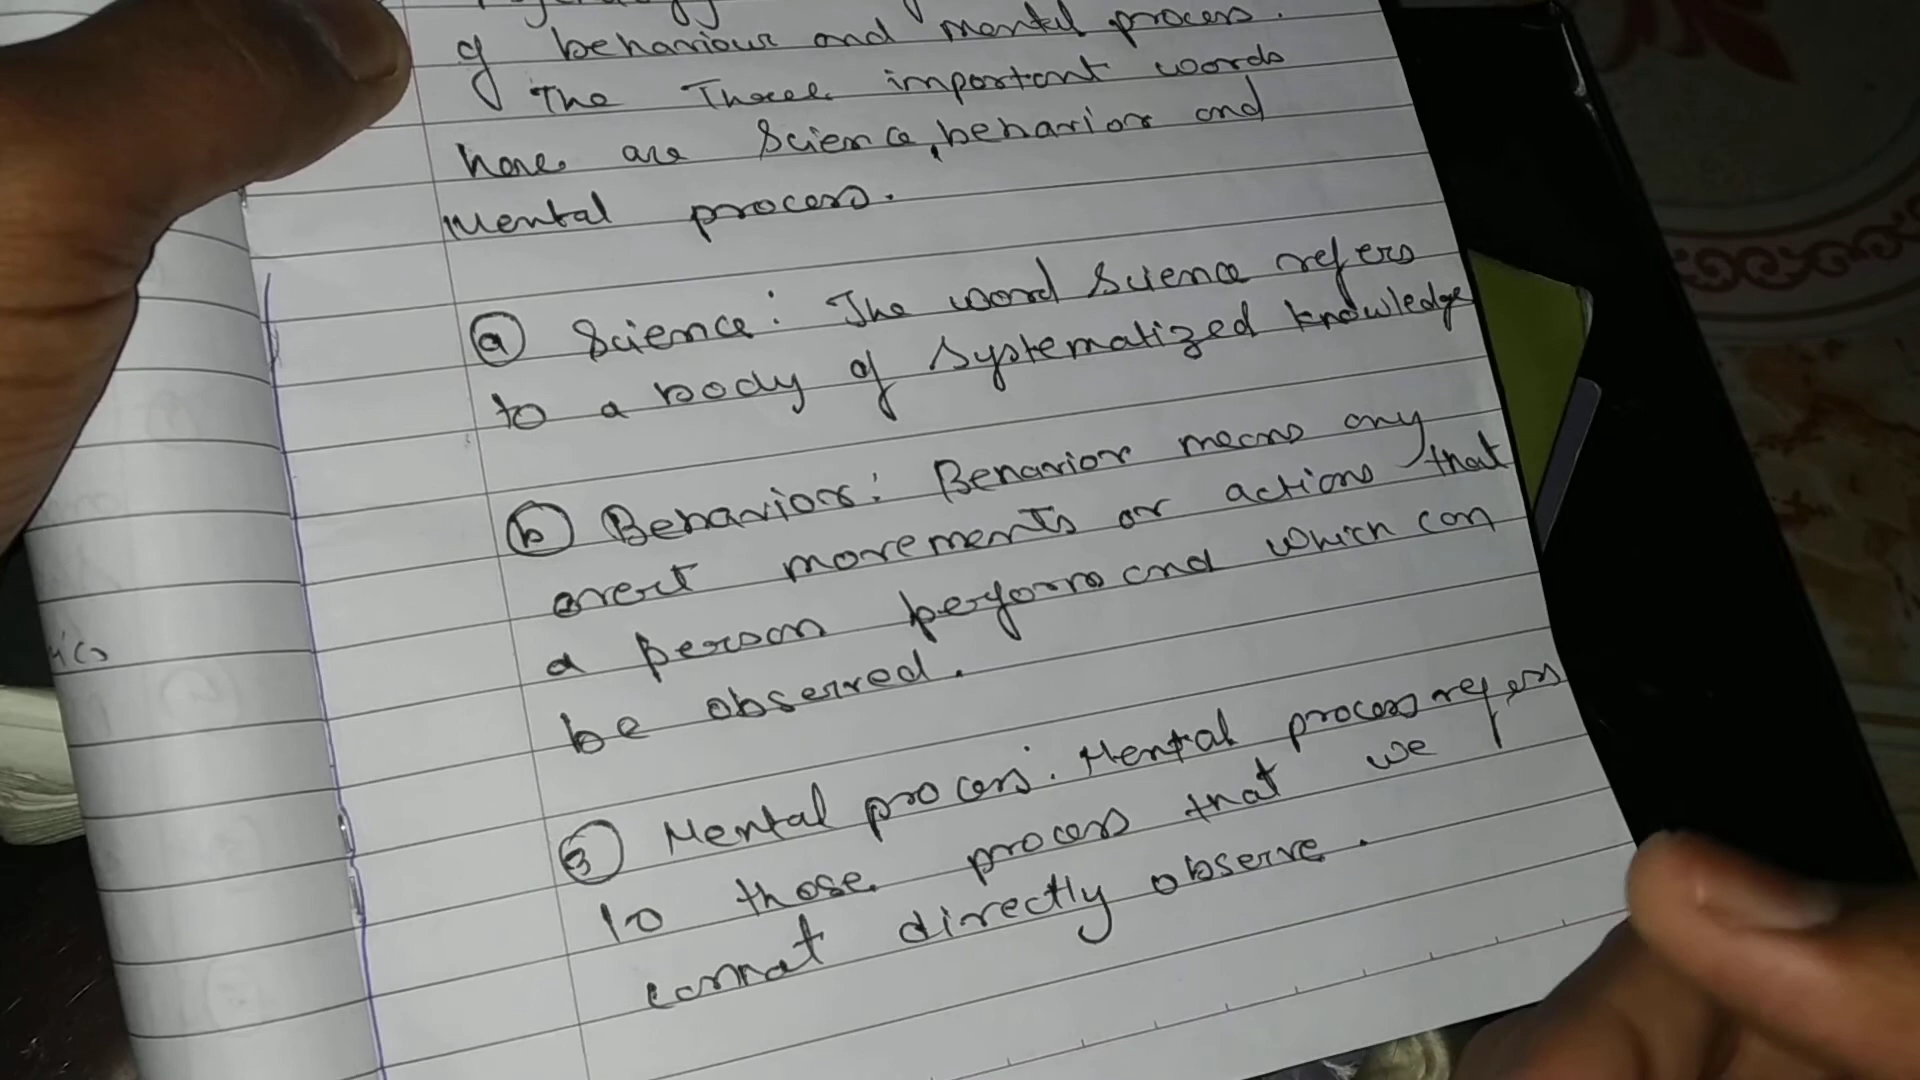 of behaviour and mental process.
The Three important words
here are Science, behavior and
Mental process.
a Science: The word Science refers
to a body of systematized knowledge
b Behavior: Behavior means any
overt movements or actions that
a person performs and which can
be observed.
3 Mental process: Mental process refers
to those process that we
cannot directly observe.